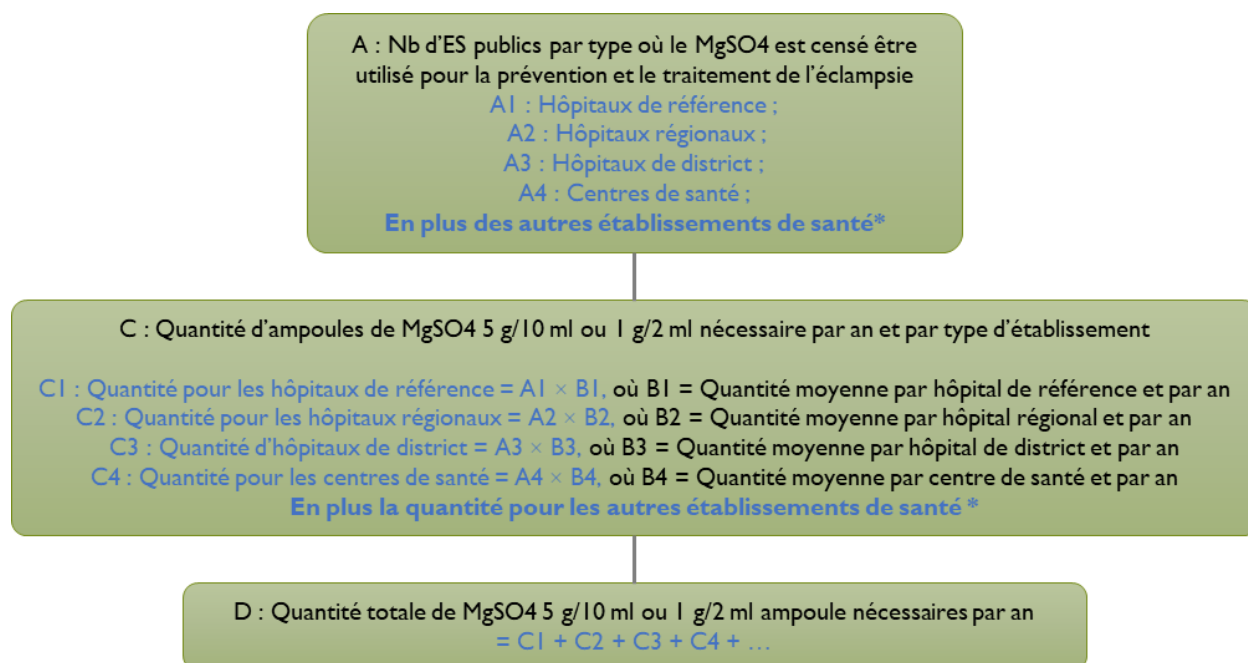 A : Nb d’ES publics par type où le MgSO4 est censé être
utilisé pour la prévention et le traitement de l’éclampsie
A1 : Hôpitaux de référence ;
A2 : Hôpitaux régionaux ;
A3 : Hôpitaux de district ;
A4 : Centres de santé ;
En plus des autres établissements de santé*
C : Quantité d’ampoules de MgSO4 5 g/10 ml ou 1 g/2 ml nécessaire par an et par type d’établissement
C1 : Quantité pour les hôpitaux de référence = A1 × B1, où B1 = Quantité moyenne par hôpital de référence et par an
C2 : Quantité pour les hôpitaux régionaux = A2 × B2, où B2 = Quantité moyenne par hôpital régional et par an
C3 : Quantité d’hôpitaux de district = A3 × B3, où B3 = Quantité moyenne par hôpital de district et par an
C4 : Quantité pour les centres de santé = A4 × B4, où B4 = Quantité moyenne par centre de santé et par an
En plus la quantité pour les autres établissements de santé *
D : Quantité totale de MgSO4 5 g/10 ml ou 1 g/2 ml ampoule nécessaires par an
= C1 + C2 + C3 + C4 + …